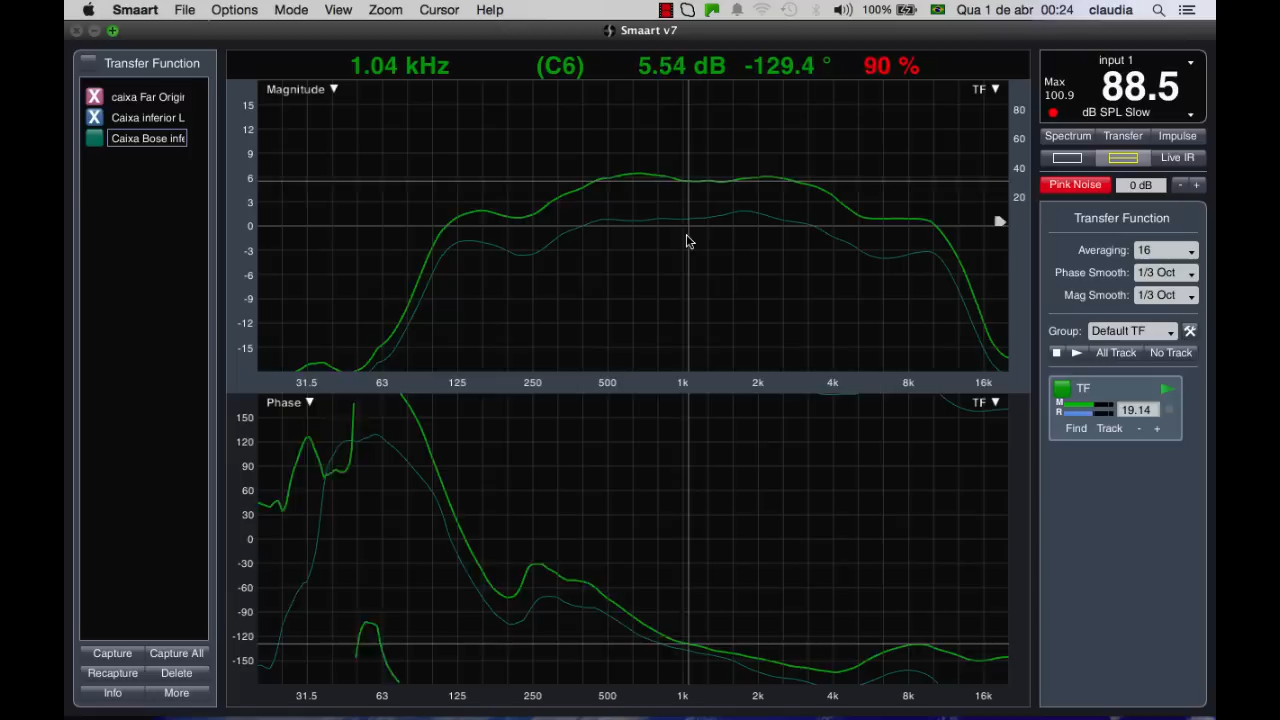 Smaart File Options Mode View Zoom Cursor Help 100% Qua 1 de abr 00:24 claudia
Smaart v7
Transfer Function
caixa Far Origir
Caixa inferior L
Caixa Bose infe
Capture Capture All
Recapture Delete
Info More
1.04 kHz (C6) 5.54 dB -129.4 ° 90 %
Magnitude TF
15
12
9
6
3
0
-3
-6
-9
-12
-15
80
60
40
20
31.5 63 125 250 500 1k 2k 4k 8k 16k
Phase TF
150
120
90
60
30
0
-30
-60
-90
-120
-150
31.5 63 125 250 500 1k 2k 4k 8k 16k
input 1
Max
100.9
88.5
dB SPL Slow
Spectrum Transfer Impulse
Live IR
Pink Noise 0 dB - +
Transfer Function
Averaging: 16
Phase Smooth: 1/3 Oct
Mag Smooth: 1/3 Oct
Group: Default TF
All Track No Track
TF
M
R
19.14
Find Track - +